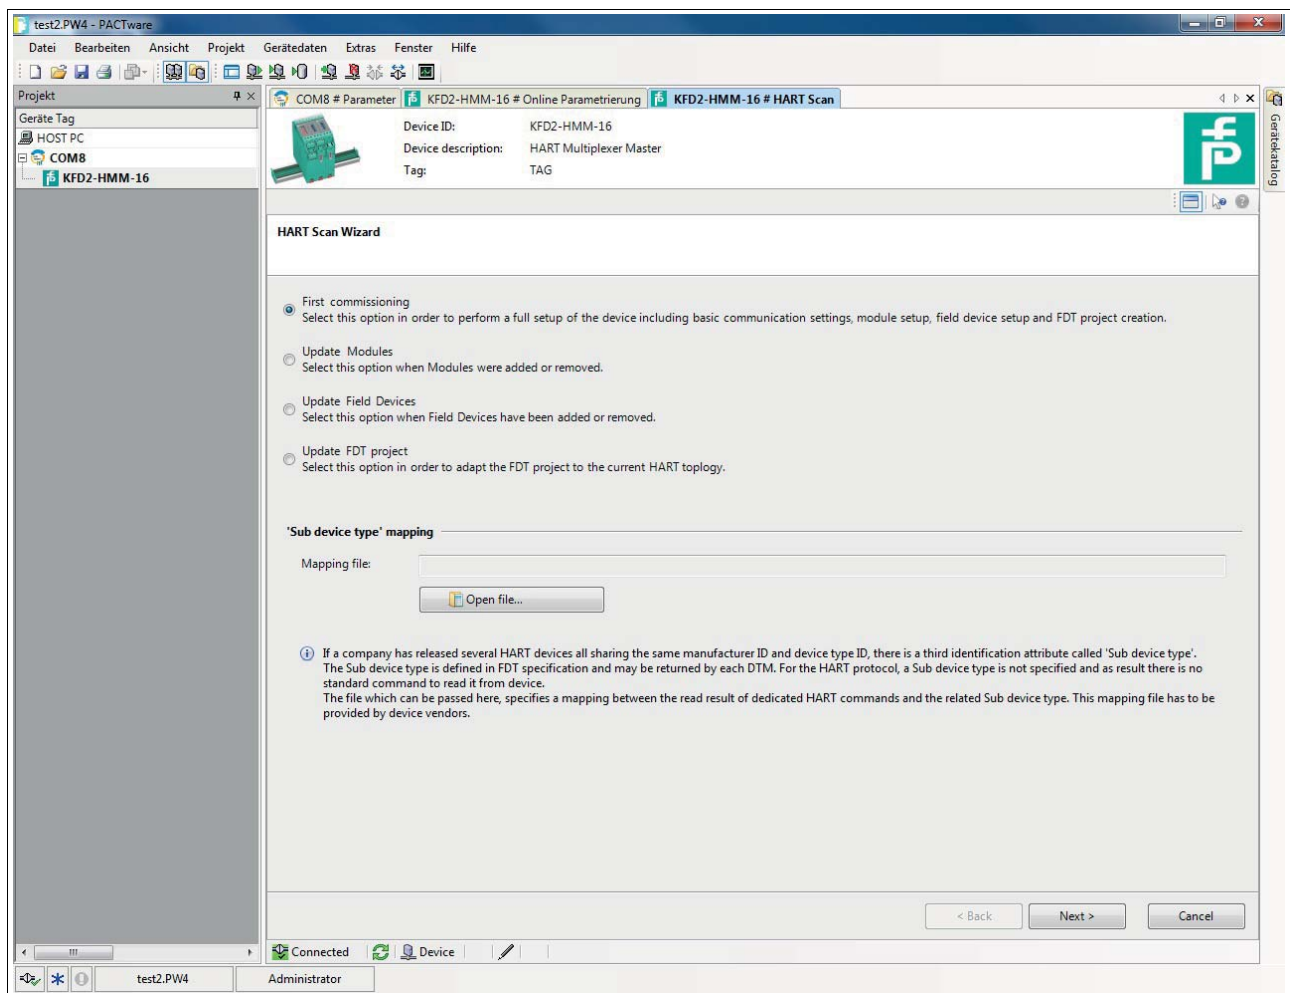 test2.PW4 - PACTware
Datei Bearbeiten Ansicht Projekt Gerätedaten Extras Fenster Hilfe
Projekt
Geräte Tag
HOST PC
COM8
KFD2-HMM-16
COM8 # Parameter KFD2-HMM-16 # Online Parametrierung KFD2-HMM-16 # HART Scan
Device ID: KFD2-HMM-16
Device description: HART Multiplexer Master
Tag: TAG
Gerätekatalog
HART Scan Wizard
First commissioning
Select this option in order to perform a full setup of the device including basic communication settings, module setup, field device setup and FDT project creation.
Update Modules
Select this option when Modules were added or removed.
Update Field Devices
Select this option when Field Devices have been added or removed.
Update FDT project
Select this option in order to adapt the FDT project to the current HART toplogy.
'Sub device type' mapping
Mapping file:
Open file...
If a company has released several HART devices all sharing the same manufacturer ID and device type ID, there is a third identification attribute called 'Sub device type'.
The Sub device type is defined in FDT specification and may be returned by each DTM. For the HART protocol, a Sub device type is not specified and as result there is no
standard command to read it from device.
The file which can be passed here, specifies a mapping between the read result of dedicated HART commands and the related Sub device type. This mapping file has to be
provided by device vendors.
< Back Next > Cancel
Connected Device
test2.PW4 Administrator